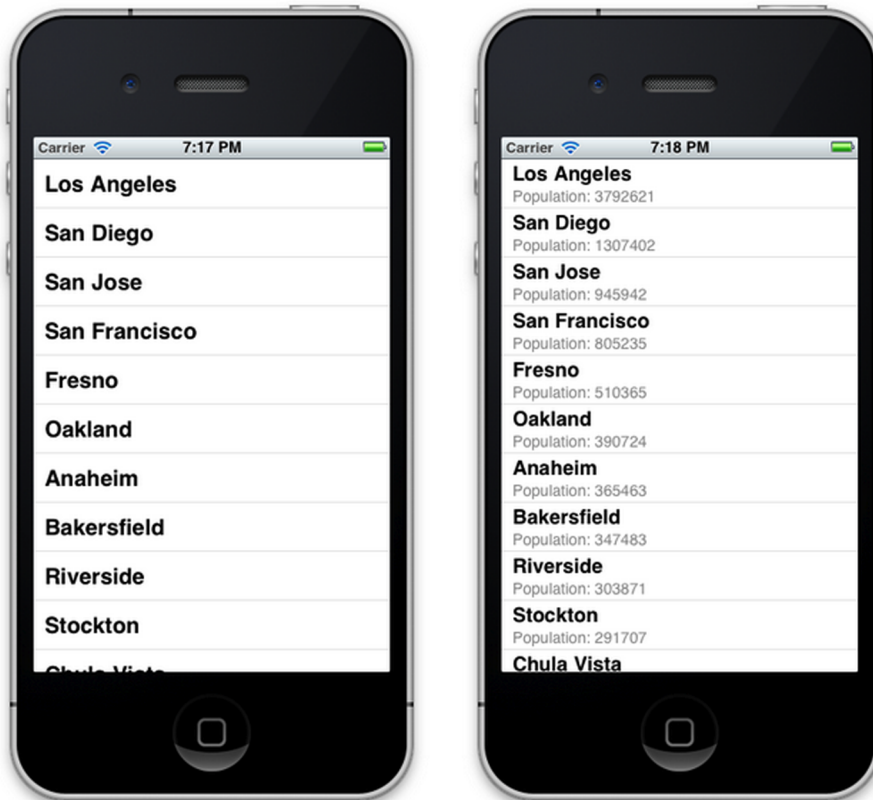 Carrier 7:17 PM
Los Angeles
San Diego
San Jose
San Francisco
Fresno
Oakland
Anaheim
Bakersfield
Riverside
Stockton
Chula Vista
Carrier 7:18 PM
Los Angeles
Population: 3792621
San Diego
Population: 1307402
San Jose
Population: 945942
San Francisco
Population: 805235
Fresno
Population: 510365
Oakland
Population: 390724
Anaheim
Population: 365463
Bakersfield
Population: 347483
Riverside
Population: 303871
Stockton
Population: 291707
Chula Vista